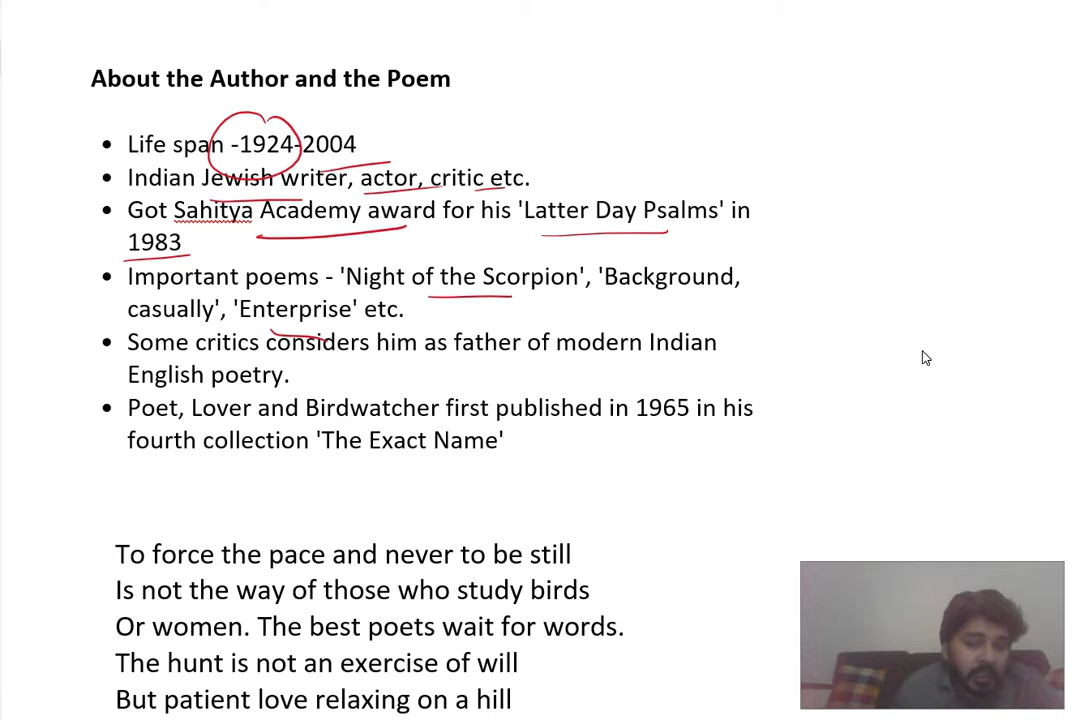 About the Author and the Poem
• Life span -1924-2004
• Indian Jewish writer, actor, critic etc.
• Got Sahitya Academy award for his 'Latter Day Psalms' in
1983
• Important poems - 'Night of the Scorpion', 'Background,
casually', 'Enterprise' etc.
• Some critics considers him as father of modern Indian
English poetry.
• Poet, Lover and Birdwatcher first published in 1965 in his
fourth collection 'The Exact Name'
To force the pace and never to be still
Is not the way of those who study birds
Or women. The best poets wait for words.
The hunt is not an exercise of will
But patient love relaxing on a hill